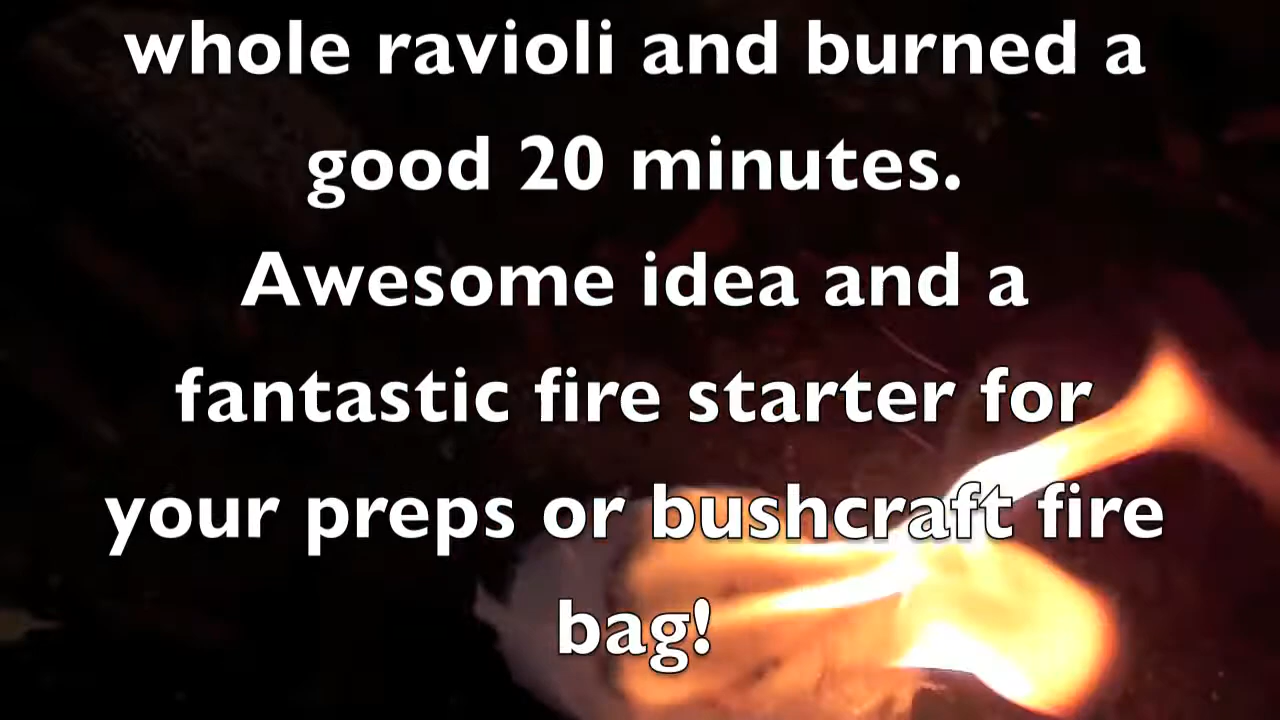 whole ravioli and burned a
good 20 minutes.
Awesome idea and a
fantastic fire starter for
your preps or bushcraft fire
bag!